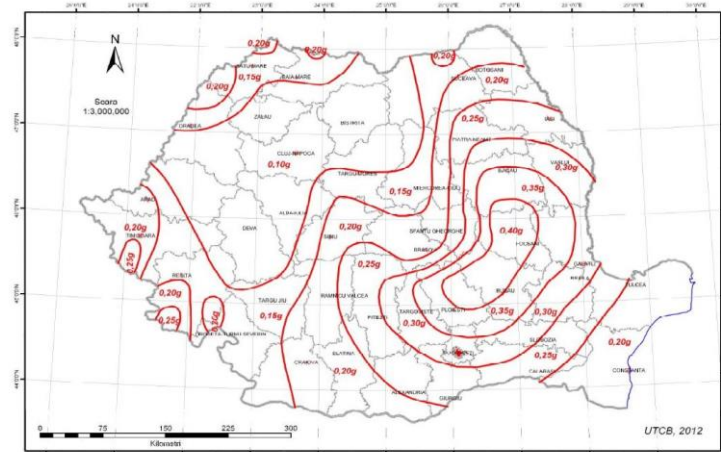 0,20g
0,20g
0,20g
SATU MARE
BAIA MARE
SUCEAVA
BOTOSANI
0,20g
0,15g
0,20g
Scara
1:3,000,000
ZALAU
ORADEA
BISTRITA
0,25g
IASI
PIATRA NEAMT
CLUJ-NAPOCA
0,10g
TARGU-MURES
VASLUI
BACAU
MIERCUREA CIUC
0,15g
0,35g
ARAD
ALBA IULIA
0,20g
TIMISOARA
0,20g
DEVA
SIBIU
SFANTU GHEORGHE
0,40g
FOCSANI
BRASOV
0,25g
0,25g
GALATI
RESITA
BRAILA
TULCEA
0,20g
RAMNICU VALCEA
BUZAU
TARGU JIU
0,15g
TARGOVISTE
PLOIESTI
0,35g
0,30g
0,25g
PITESTI
0,30g
DROBETA-TURNU SEVERIN
SLOBOZIA
0,20g
BUCURESTI
0,25g
SLATINA
CRAIOVA
0,20g
CALARASI
CONSTANTA
ALEXANDRIA
GIURGIU
0 75 150 225 300
Kilometri
UTCB, 2012